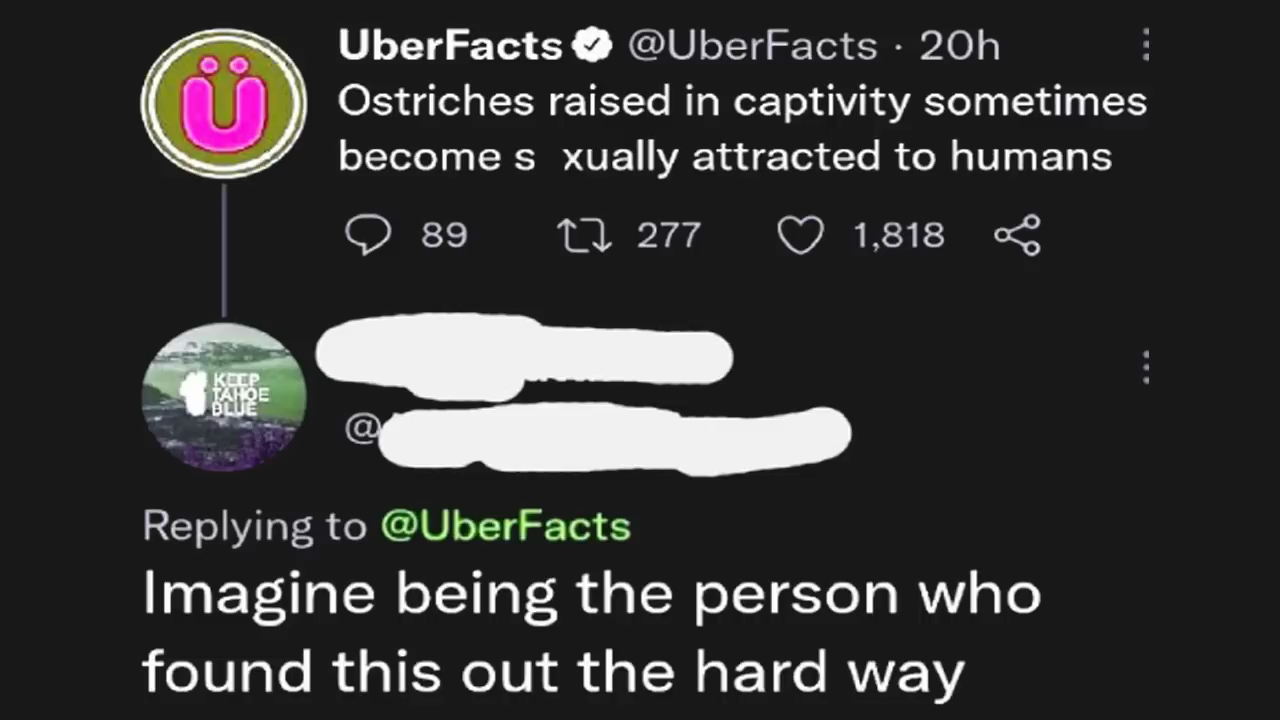 UberFacts @UberFacts · 20h
Ostriches raised in captivity sometimes
become s xually attracted to humans
89 277 1,818
KEEP
TAHOE
BLUE
@
Replying to @UberFacts
Imagine being the person who
found this out the hard way